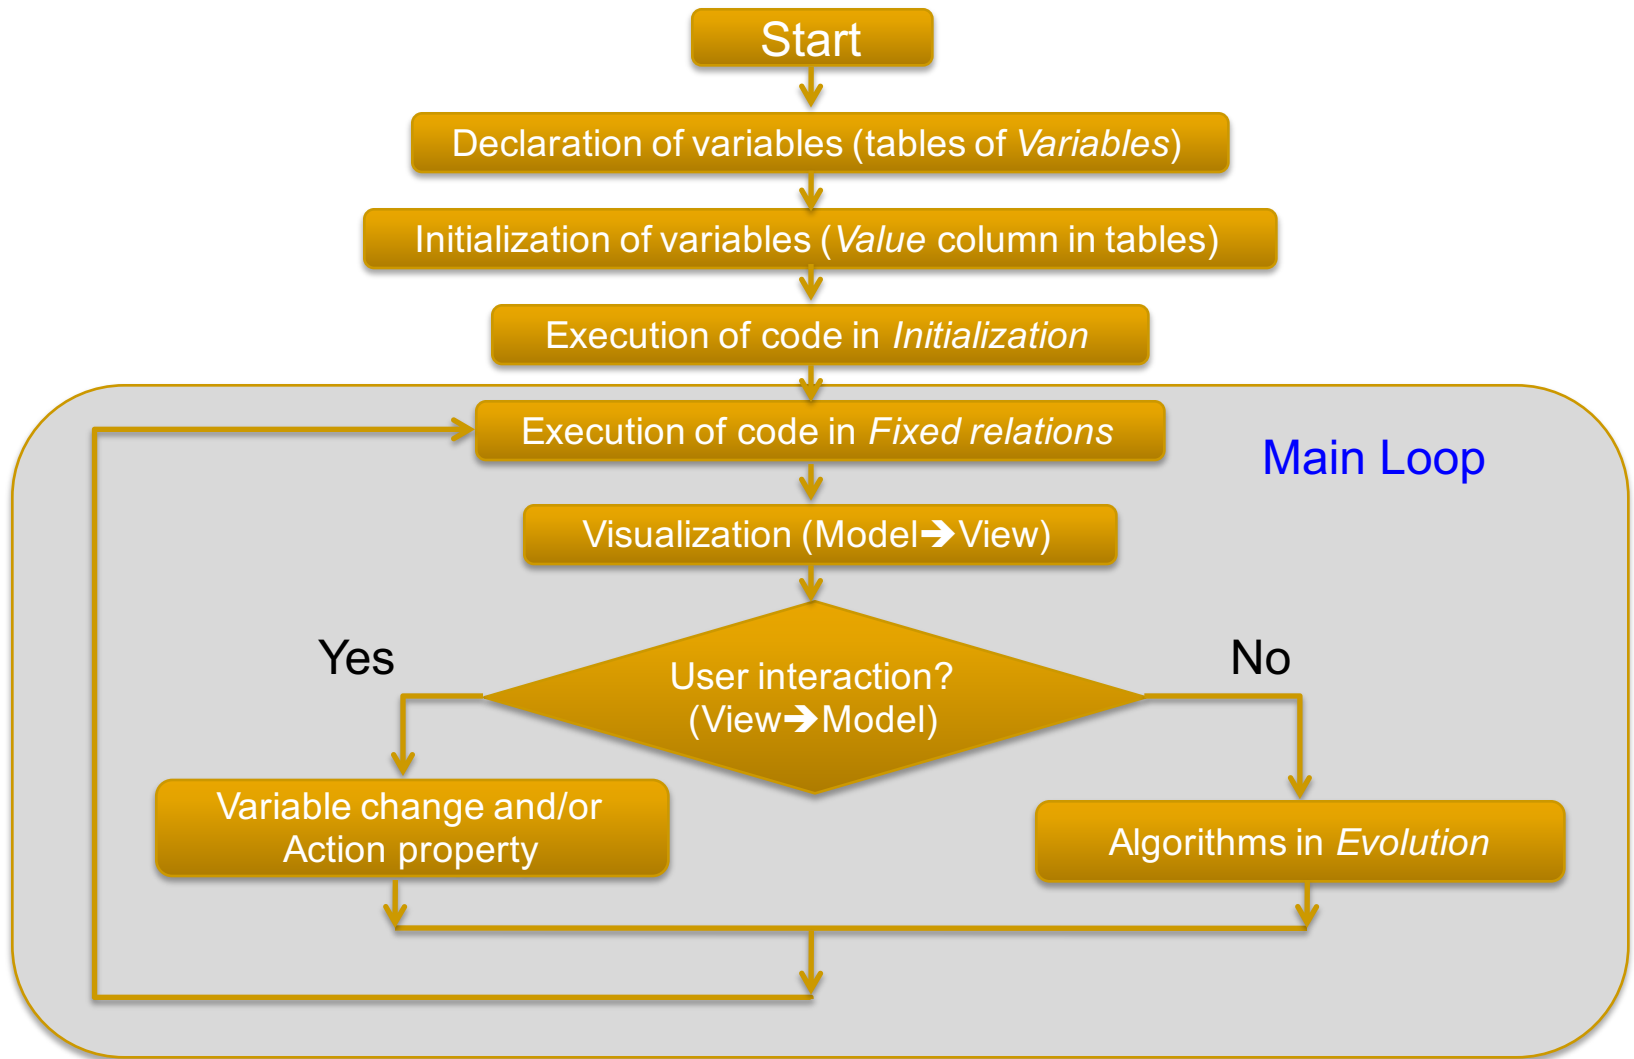 Start
Declaration of variables (tables of Variables)
Initialization of variables (Value column in tables)
Execution of code in Initialization
Execution of code in Fixed relations
Main Loop
Visualization (Model➔View)
Yes
User interaction?
(View➔Model)
No
Variable change and/or
Action property
Algorithms in Evolution